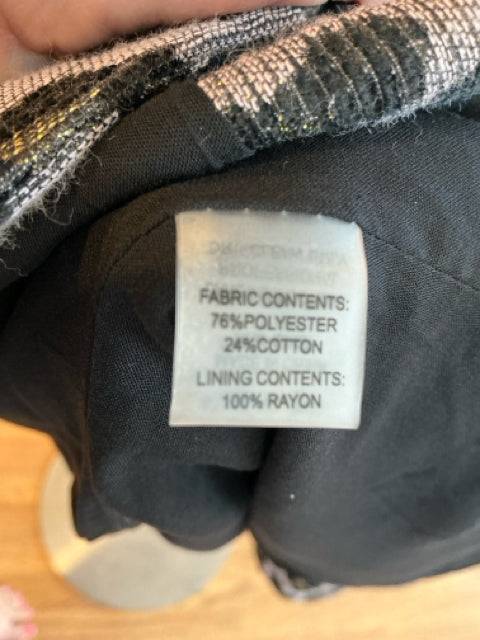 FABRIC CONTENTS:
76%POLYESTER
24%COTTON
LINING CONTENTS:
100% RAYON